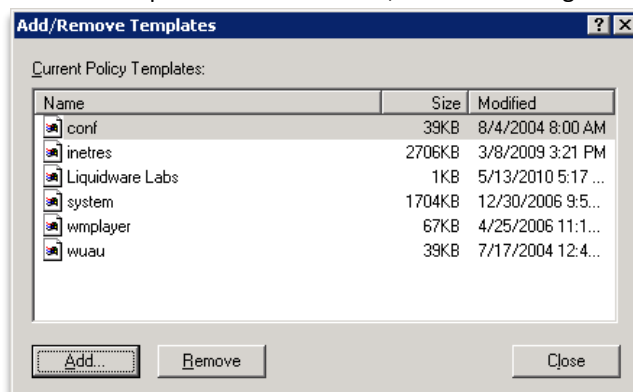 Add/Remove Templates
Current Policy Templates:
Name Size Modified
conf 39KB 8/4/2004 8:00 AM
inetres 2706KB 3/8/2009 3:21 PM
Liquidware Labs 1KB 5/13/2010 5:17 ...
system 1704KB 12/30/2006 9:5...
wmplayer 67KB 4/25/2006 11:1...
wuau 39KB 7/17/2004 12:4...
Add... Remove Close